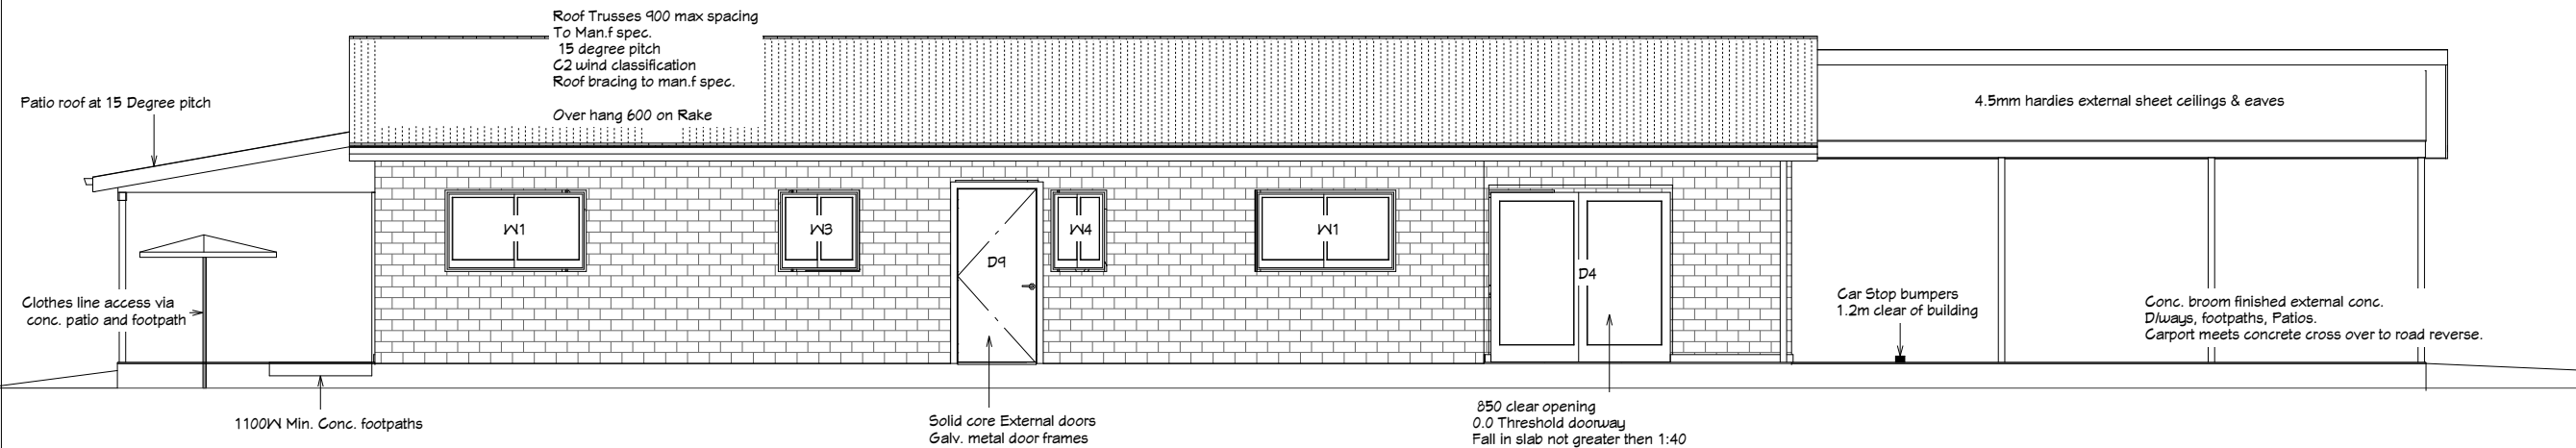 Roof Trusses 900 max spacing
To Man.f spec.
15 degree pitch
C2 wind classification
Roof bracing to man.f spec.
Over hang 600 on Rake
Patio roof at 15 Degree pitch
4.5mm hardies external sheet ceilings & eaves
W1
W3
D9
W4
W1
D4
Clothes line access via
conc. patio and footpath
Car Stop bumpers
1.2m clear of building
Conc. broom finished external conc.
D/ways, footpaths, Patios.
Carport meets concrete cross over to road reverse.
1100W Min. Conc. footpaths
Solid core External doors
Galv. metal door frames
850 clear opening
0.0 Threshold doorway
Fall in slab not greater then 1:40